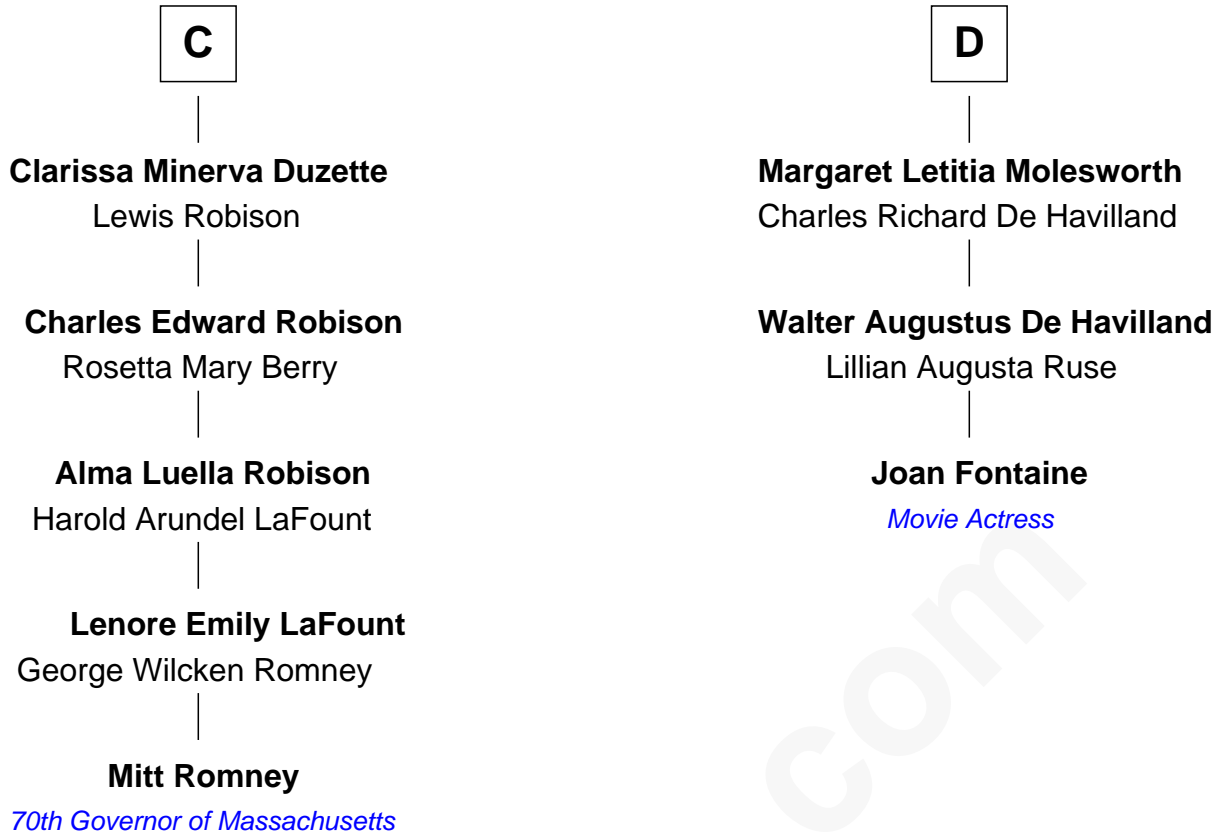 C
Clarissa Minerva Duzette
Lewis Robison
Charles Edward Robison
Rosetta Mary Berry
Alma Luella Robison
Harold Arundel LaFount
Lenore Emily LaFount
George Wilcken Romney
Mitt Romney
70th Governor of Massachusetts
D
Margaret Letitia Molesworth
Charles Richard De Havilland
Walter Augustus De Havilland
Lillian Augusta Ruse
Joan Fontaine
Movie Actress
com